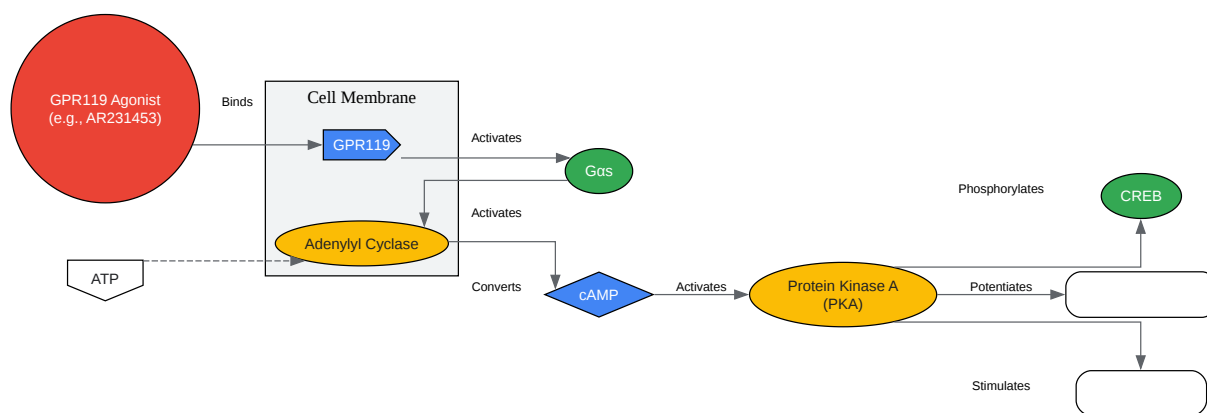 GPR119 Agonist
(e.g., AR231453)
Binds
Cell Membrane
GPR119
Activates
Gαs
Activates
Adenylyl Cyclase
ATP
Converts
cAMP
Activates
Protein Kinase A
(PKA)
Phosphorylates
CREB
Potentiates
Stimulates